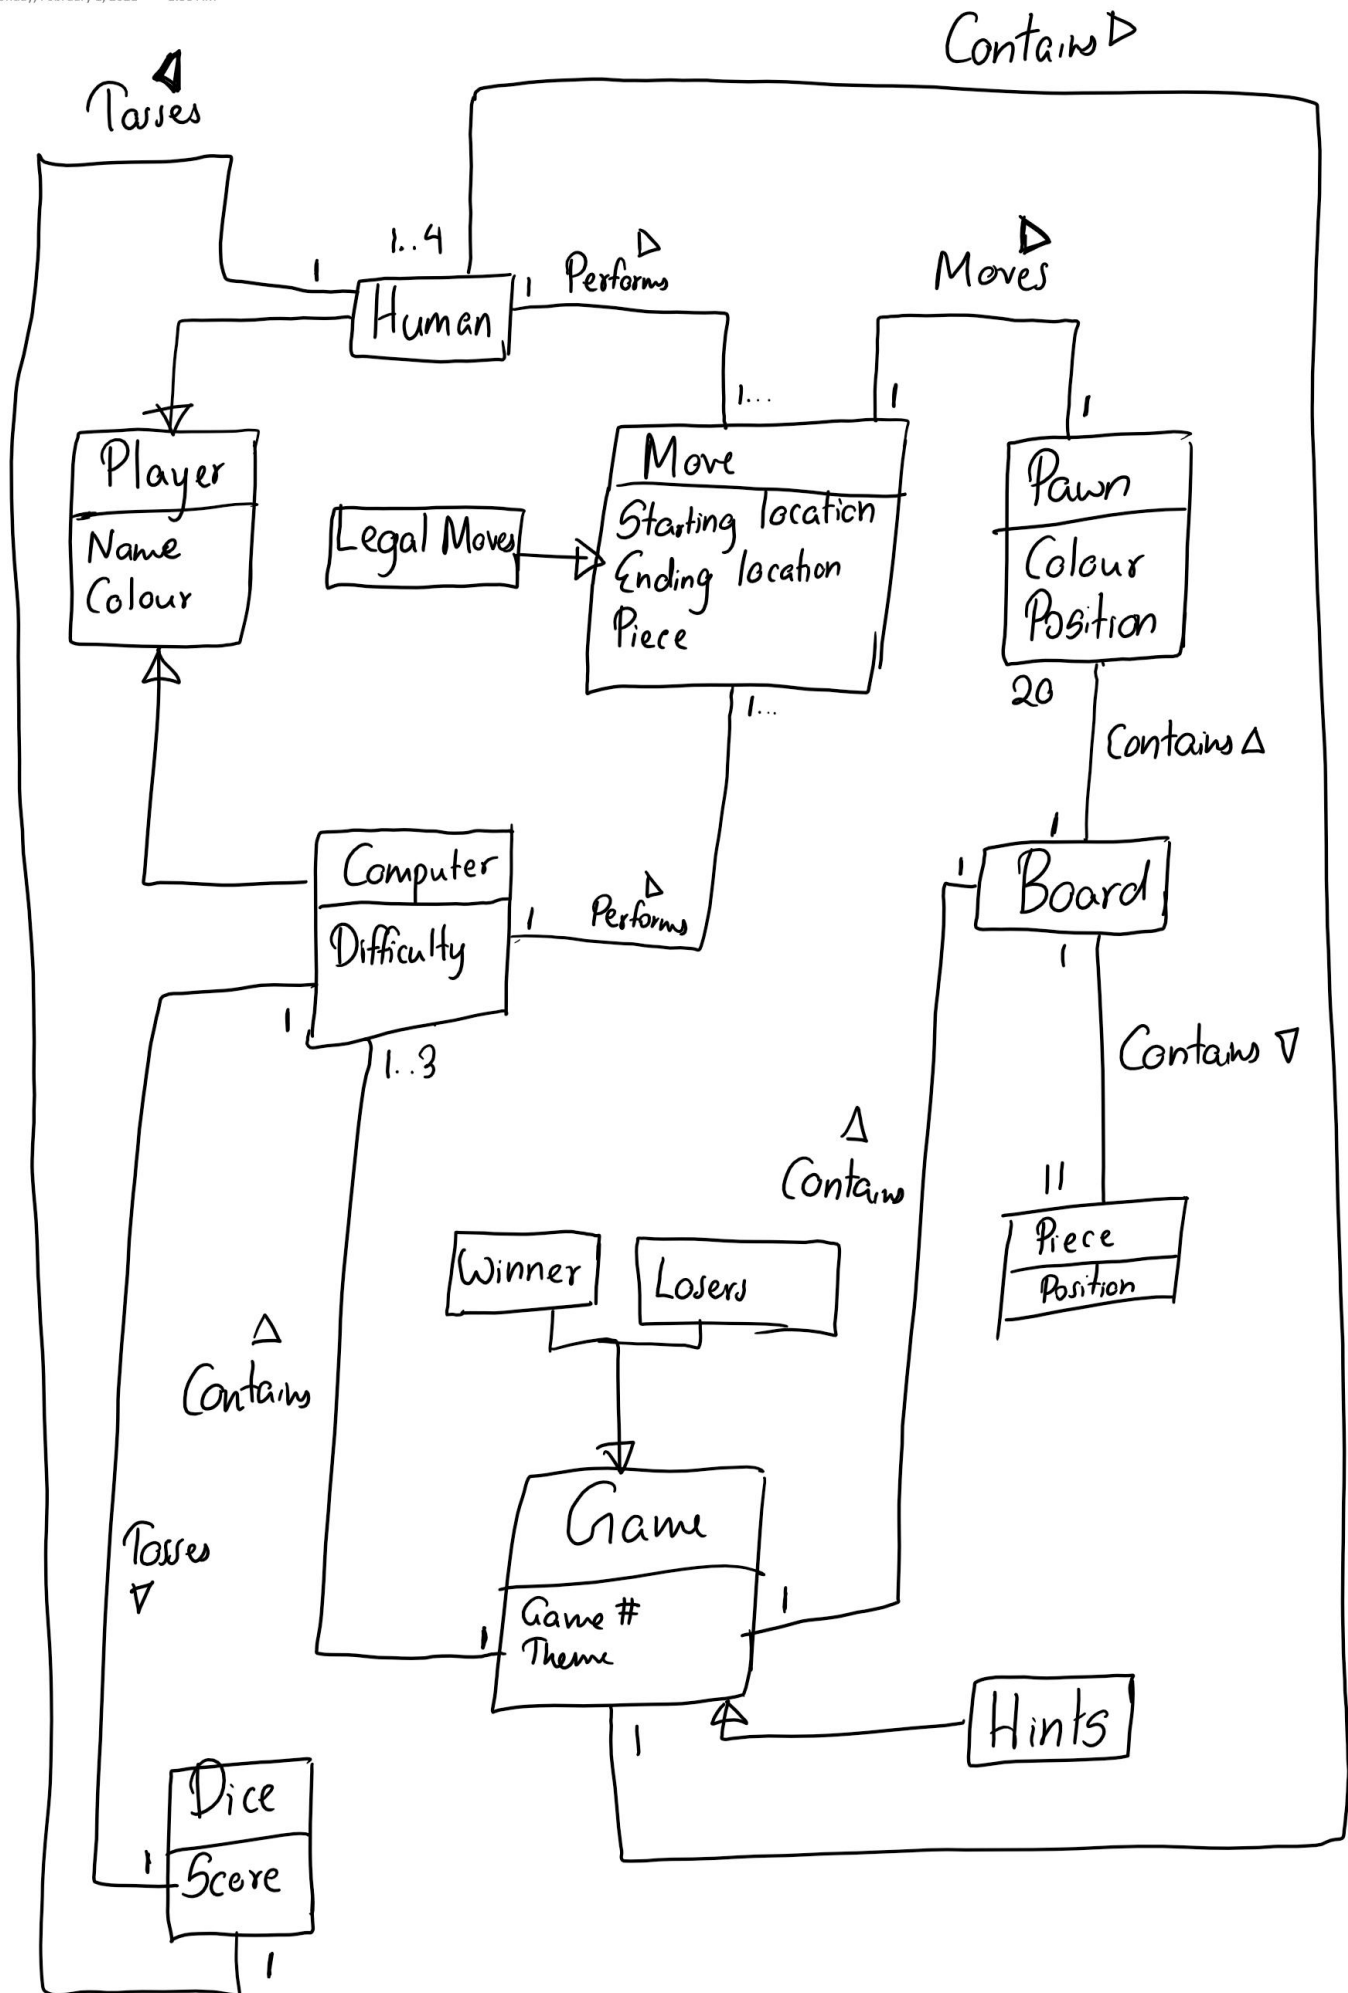 Contains
Tosses
1..4
1
Human
1
Performs
Moves
1...
1
1
Player
Name
Colour
Legal Moves
Move
Starting location
Ending location
Piece
Pawn
Colour
Position
1...
20
Contains
1
Computer
Difficulty
1
Performs
1
Board
1
1
1..3
Contains
Contains
11
Piece
Position
Winner
Losers
Contains
Tosses
Game
Game #
Theme
1
1
1
Hints
Dice
Score
1
1